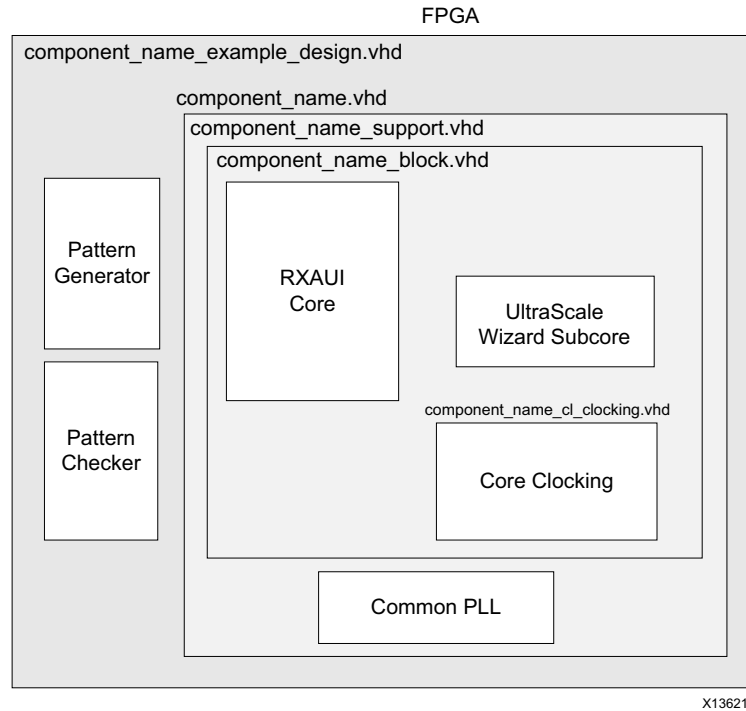 FPGA
component_name_example_design.vhd
component_name.vhd
component_name_support.vhd
component_name_block.vhd
Pattern
Generator
RXAUI
Core
UltraScale
Wizard Subcore
Pattern
Checker
component_name_cl_clocking.vhd
Core Clocking
Common PLL
X13621